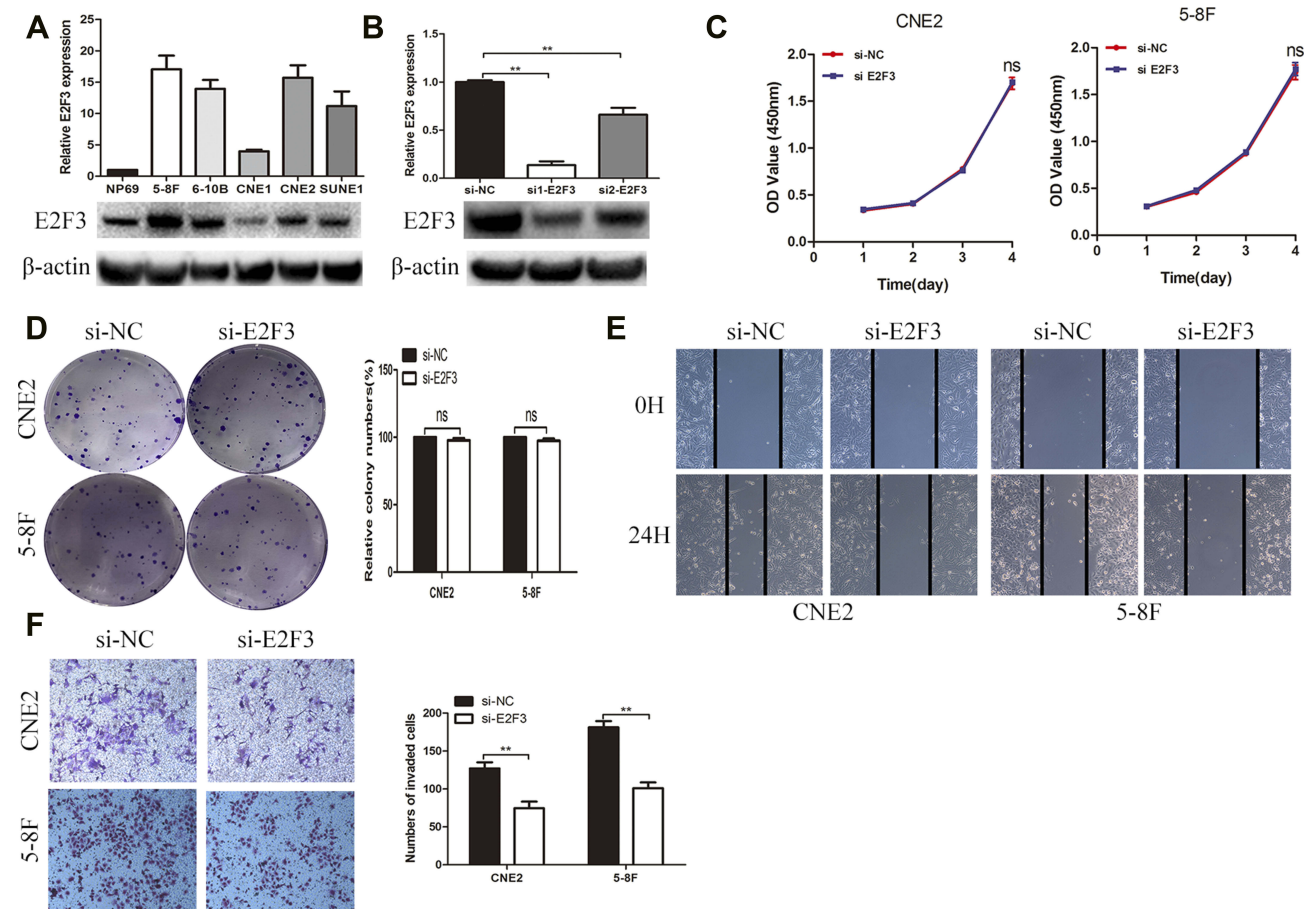 A
Relative E2F3 expression
25
20
15
10
5
0
NP69 5-8F 6-10B CNE1 CNE2 SUNE1
E2F3
β-actin
B
Relative E2F3 expression
1.5
1.0
0.5
0.0
**
**
si-NC si1-E2F3 si2-E2F3
E2F3
β-actin
C
CNE2
OD Value (450nm)
2.0
1.5
1.0
0.5
0.0
si-NC
si E2F3
ns
0 1 2 3 4
Time(day)
5-8F
OD Value (450nm)
2.0
1.5
1.0
0.5
0.0
si-NC
si E2F3
ns
0 1 2 3 4
Time(day)
D
si-NC si-E2F3
CNE2
5-8F
Relative colony numbers(%)
150
100
50
0
si-NC
si-E2F3
ns ns
CNE2 5-8F
E
si-NC si-E2F3 si-NC si-E2F3
0H
24H
CNE2 5-8F
F
si-NC si-E2F3
CNE2
5-8F
Numbers of invaded cells
200
150
100
50
0
si-NC
si-E2F3
** **
CNE2 5-8F